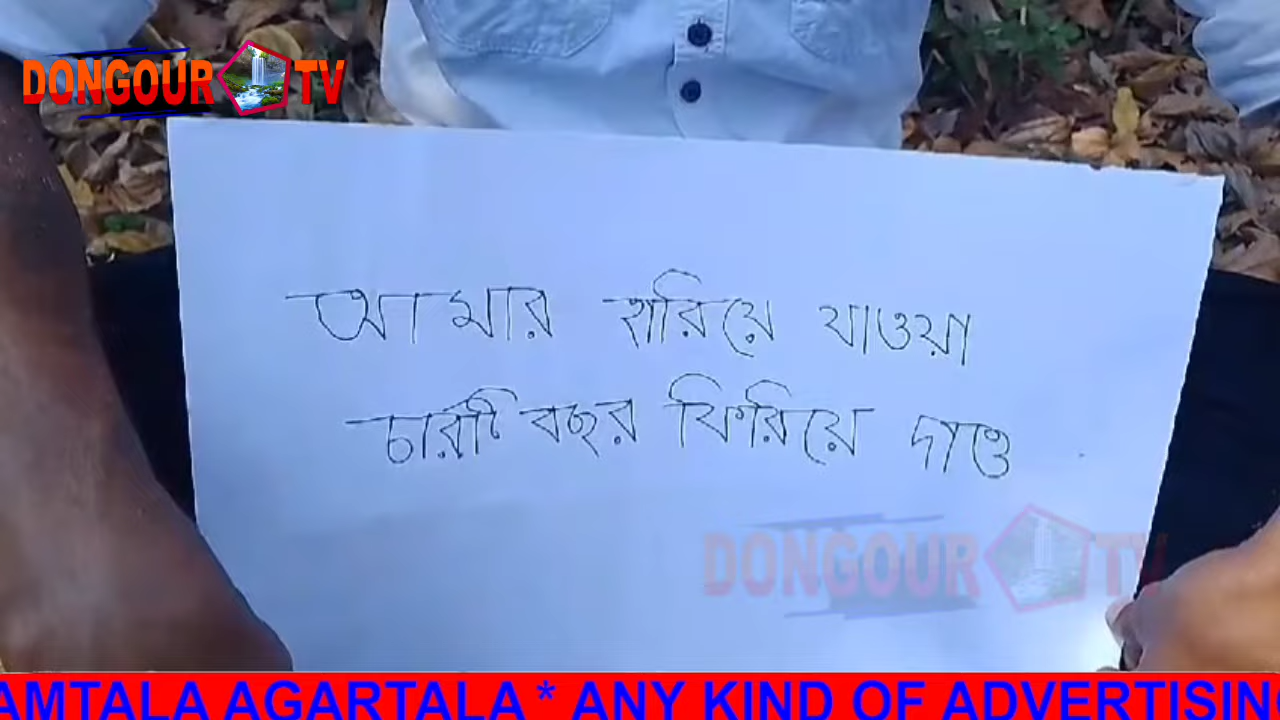 DONGOUR TV
আমার হারিয়ে যাওয়া
চারটি বছর ফিরিয়ে দাও
DONGOUR TV
AMTALA AGARTALA * ANY KIND OF ADVERTISING